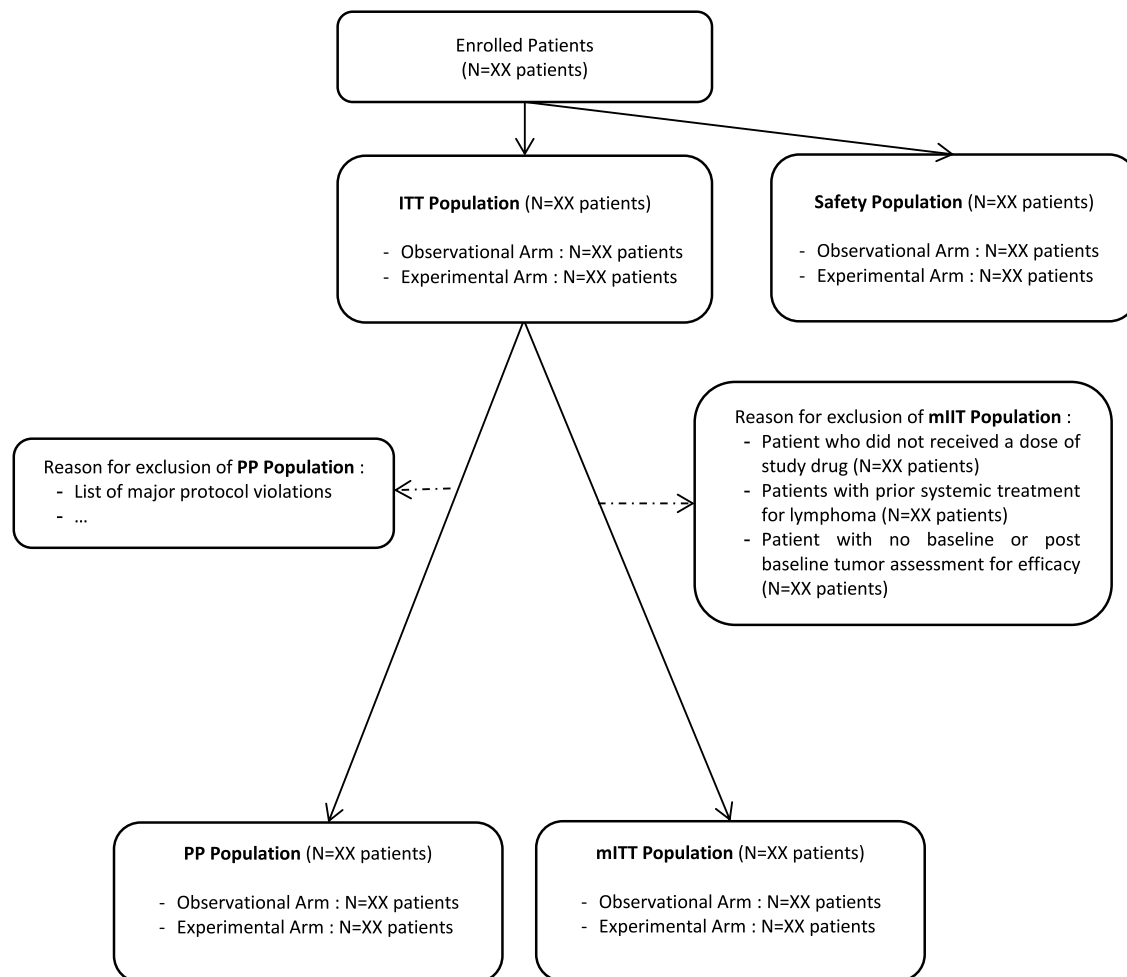 Enrolled Patients
(N=XX patients)
ITT Population (N=XX patients)
- Observational Arm : N=XX patients
- Experimental Arm : N=XX patients
Safety Population (N=XX patients)
- Observational Arm : N=XX patients
- Experimental Arm : N=XX patients
Reason for exclusion of PP Population :
- List of major protocol violations
- ...
Reason for exclusion of mIIT Population :
- Patient who did not received a dose of
study drug (N=XX patients)
- Patients with prior systemic treatment
for lymphoma (N=XX patients)
- Patient with no baseline or post
baseline tumor assessment for efficacy
(N=XX patients)
PP Population (N=XX patients)
- Observational Arm : N=XX patients
- Experimental Arm : N=XX patients
mITT Population (N=XX patients)
- Observational Arm : N=XX patients
- Experimental Arm : N=XX patients